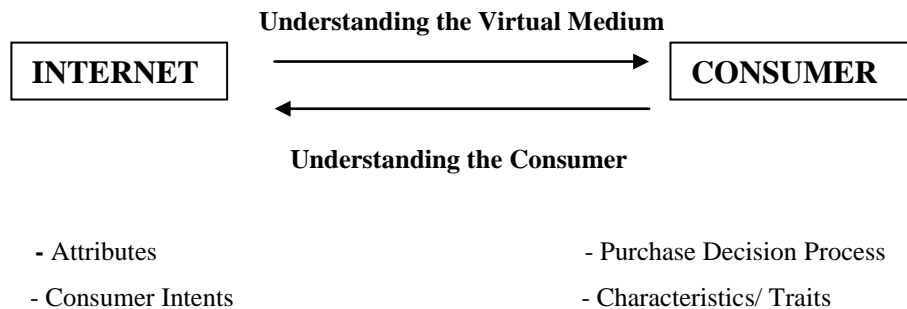 Understanding the Virtual Medium
INTERNET
CONSUMER
Understanding the Consumer
- Attributes
- Purchase Decision Process
- Consumer Intents
- Characteristics/ Traits